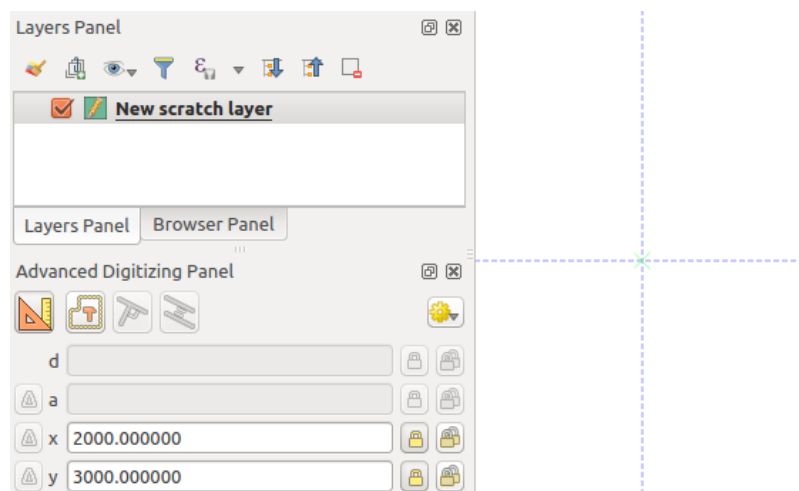 Layers Panel
New scratch layer
Layers Panel Browser Panel
Advanced Digitizing Panel
d
a
x 2000.000000
y 3000.000000